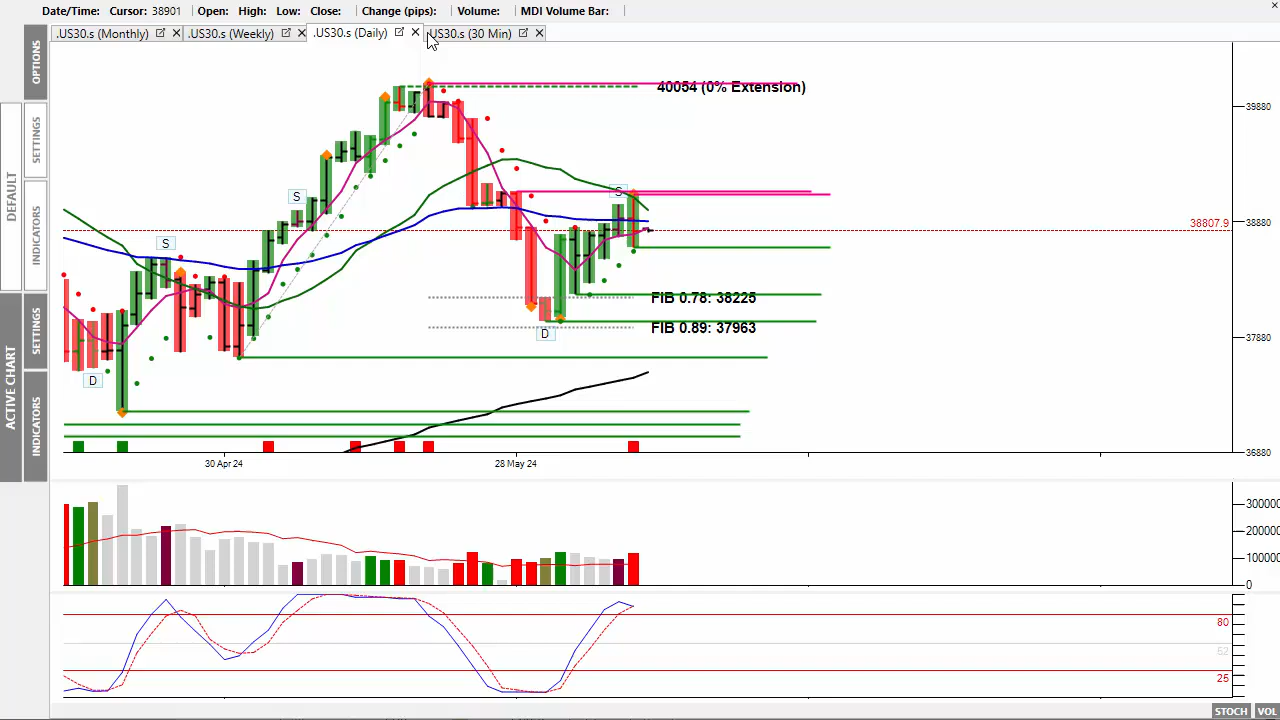 Date/Time: Cursor: 38901 Open: High: Low: Close: Change (pips): Volume: MDI Volume Bar:
.US30.s (Monthly) .US30.s (Weekly) .US30.s (Daily) .US30.s (30 Min)
OPTIONS
SETTINGS
INDICATORS
DEFAULT
SETTINGS
INDICATORS
ACTIVE CHART
40054 (0% Extension)
39880
S
S
S
38880
38807.9
FIB 0.78: 38225
FIB 0.89: 37963
D
D
37880
36880
30 Apr 24
28 May 24
300000
200000
100000
0
80
52
25
STOCH VOL